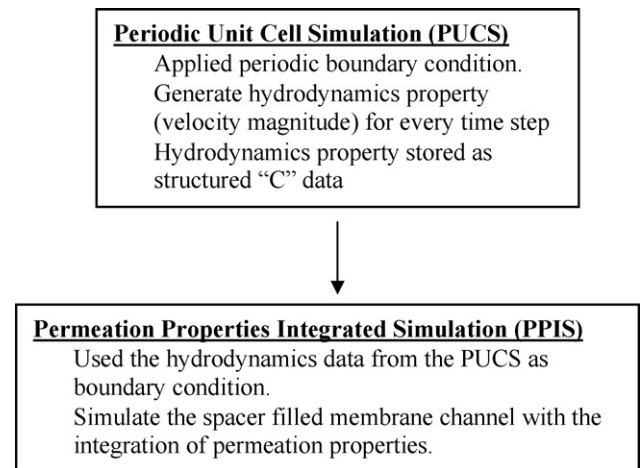 Periodic Unit Cell Simulation (PUCS)
Applied periodic boundary condition.
Generate hydrodynamics property
(velocity magnitude) for every time step
Hydrodynamics property stored as
structured “C” data
Permeation Properties Integrated Simulation (PPIS)
Used the hydrodynamics data from the PUCS as
boundary condition.
Simulate the spacer filled membrane channel with the
integration of permeation properties.